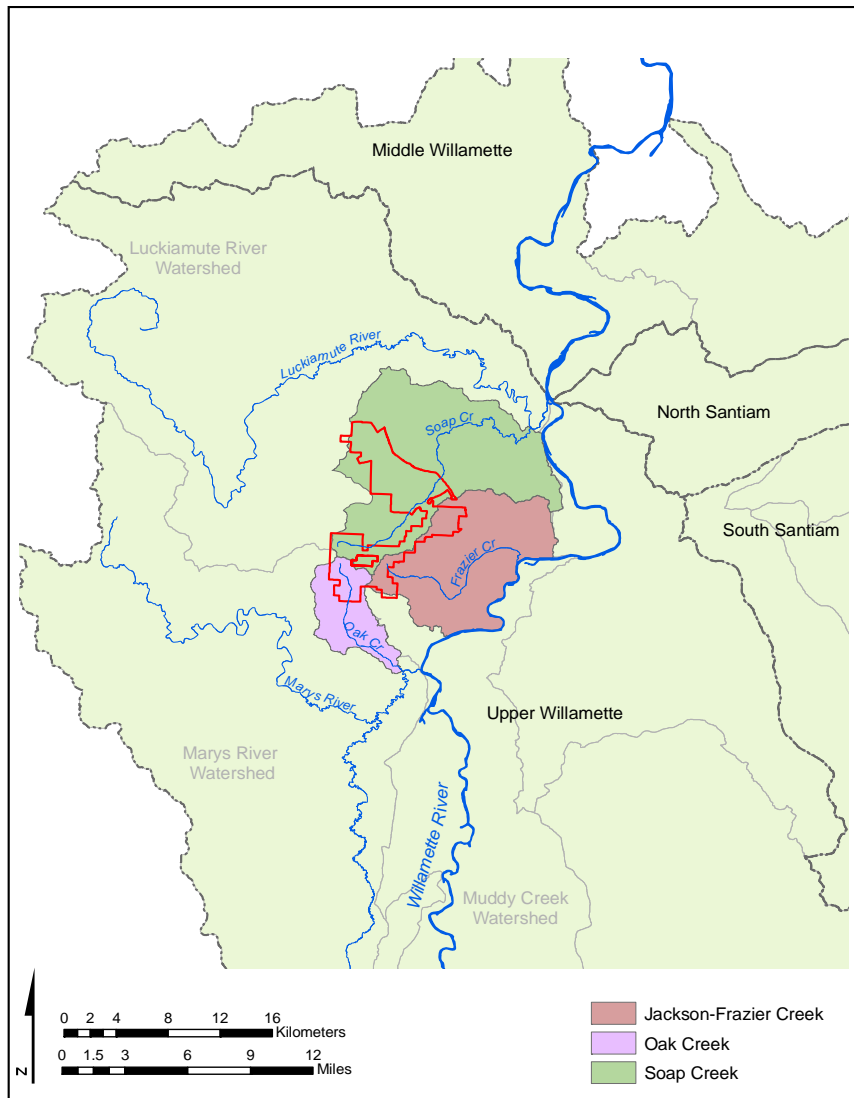 Middle Willamette
Luckiamute River
Watershed
Luckiamute River
North Santiam
Soap Cr
South Santiam
Frazier Cr
Oak Cr
Marys River
Upper Willamette
Marys River
Watershed
Willamette River
Muddy Creek
Watershed
0 2 4 8 12 16
Kilometers
0 1.5 3 6 9 12
Miles
N
Jackson-Frazier Creek
Oak Creek
Soap Creek